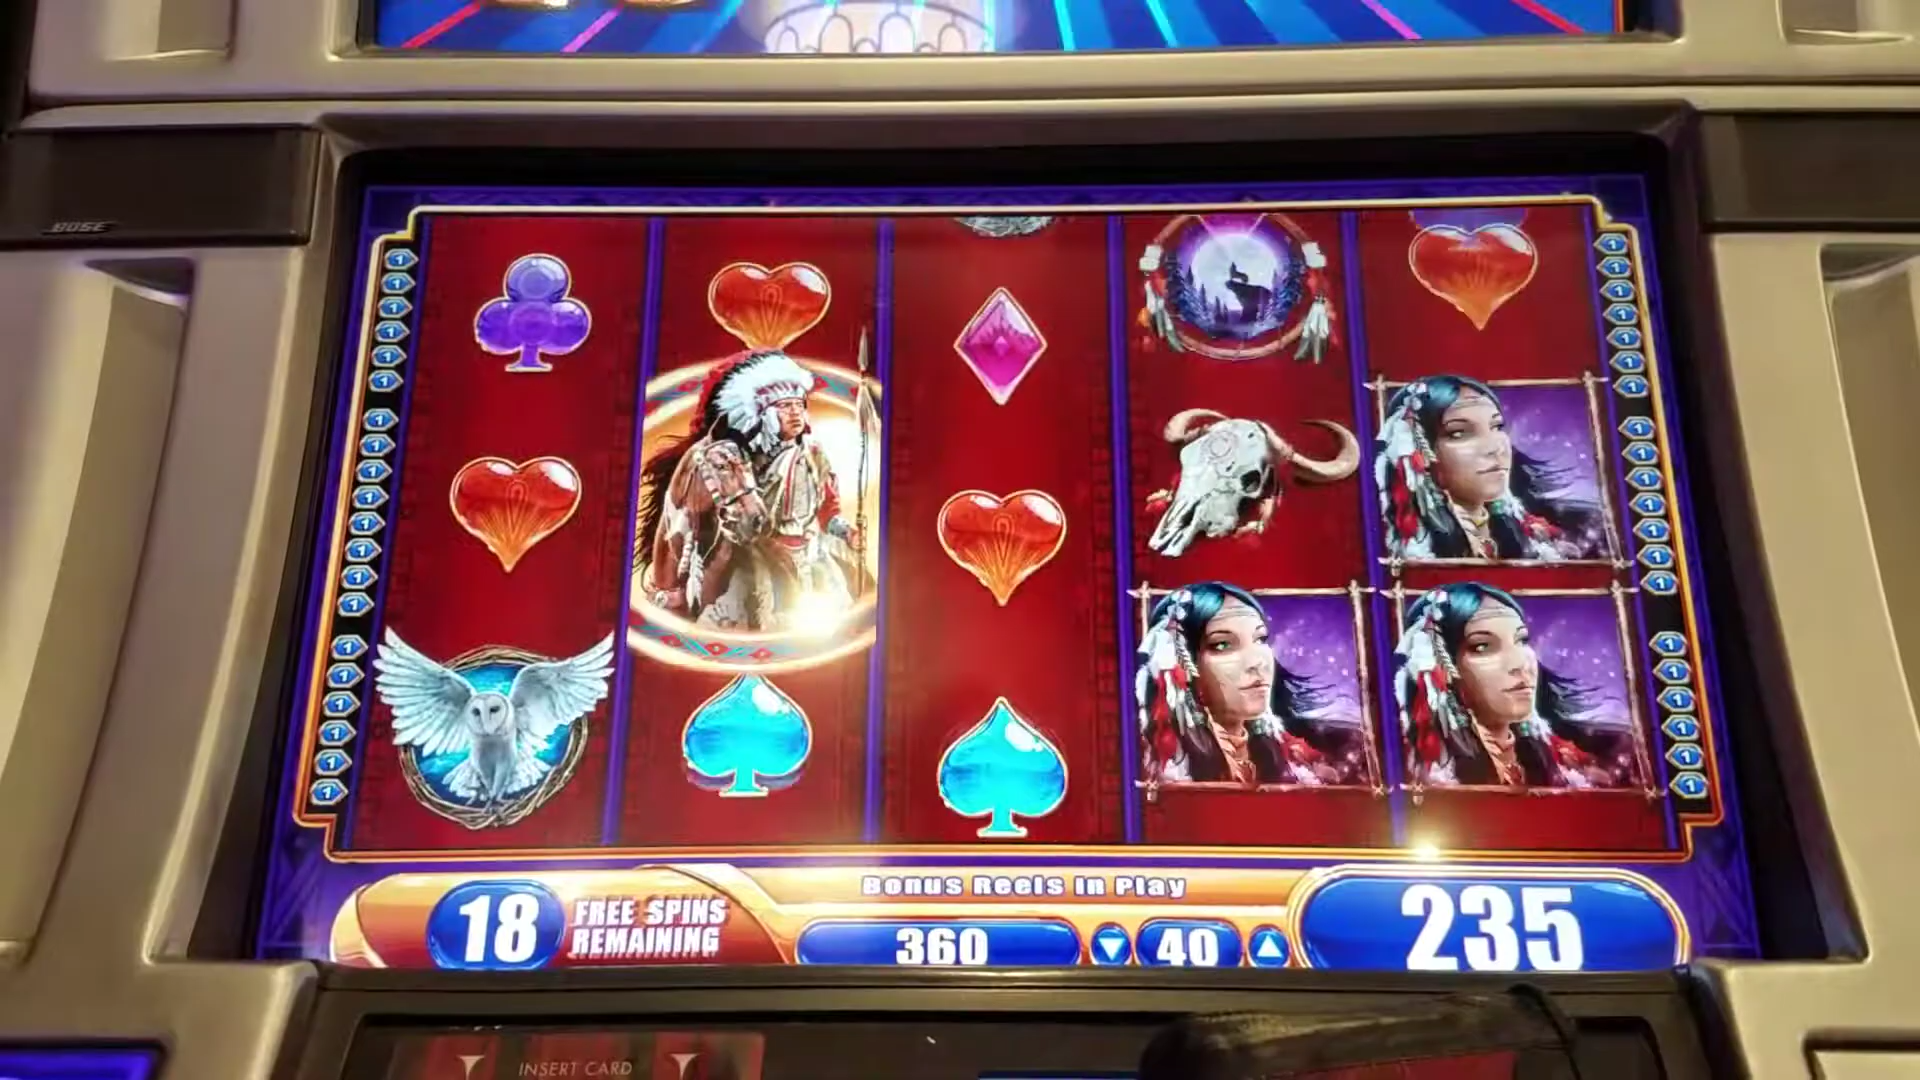 BOSE
Bonus Reels in Play
18
FREE SPINS
REMAINING
360
40
235
INSERT CARD